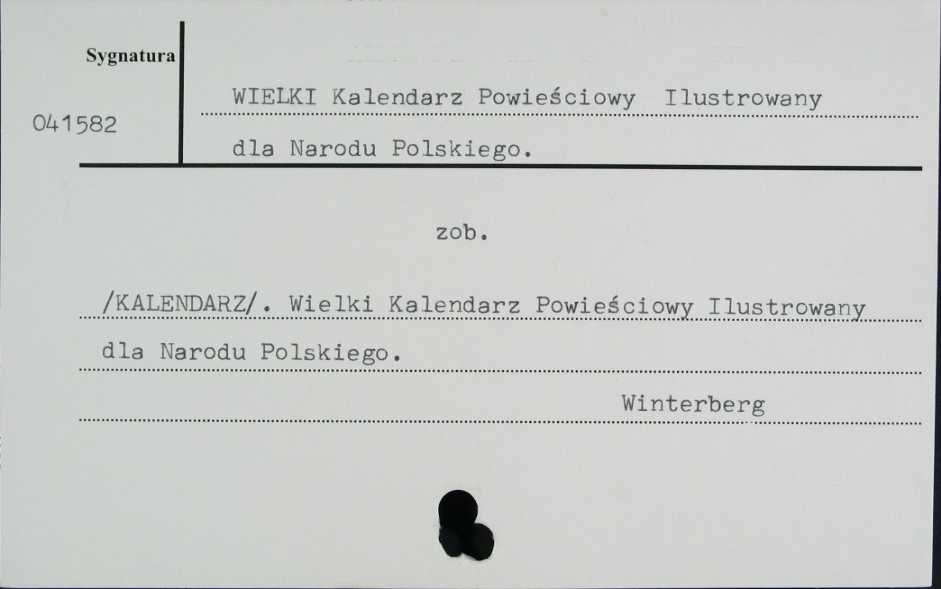 Sygnatura
041582
WIELKI Kalendarz Powieściowy Ilustrowany
dla Narodu Polskiego.
zob.
/KALENDARZ/. Wielki Kalendarz Powieściowy Ilustrowany
dla Narodu Polskiego.
Winterberg